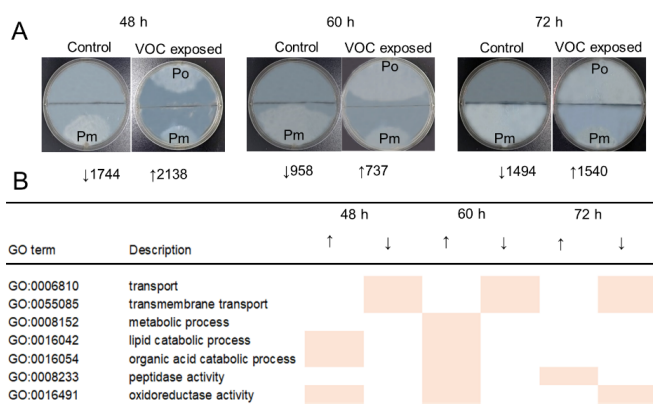 A
48 h 60 h 72 h
Control VOC exposed Control VOC exposed Control VOC exposed
Po Po Po
Pm Pm Pm Pm Pm Pm
↓1744 ↑2138 ↓958 ↑737 ↓1494 ↑1540
B
48 h 60 h 72 h
GO term Description ↑ ↓ ↑ ↓ ↑ ↓
GO:0006810 transport
GO:0055085 transmembrane transport
GO:0008152 metabolic process
GO:0016042 lipid catabolic process
GO:0016054 organic acid catabolic process
GO:0008233 peptidase activity
GO:0016491 oxidoreductase activity